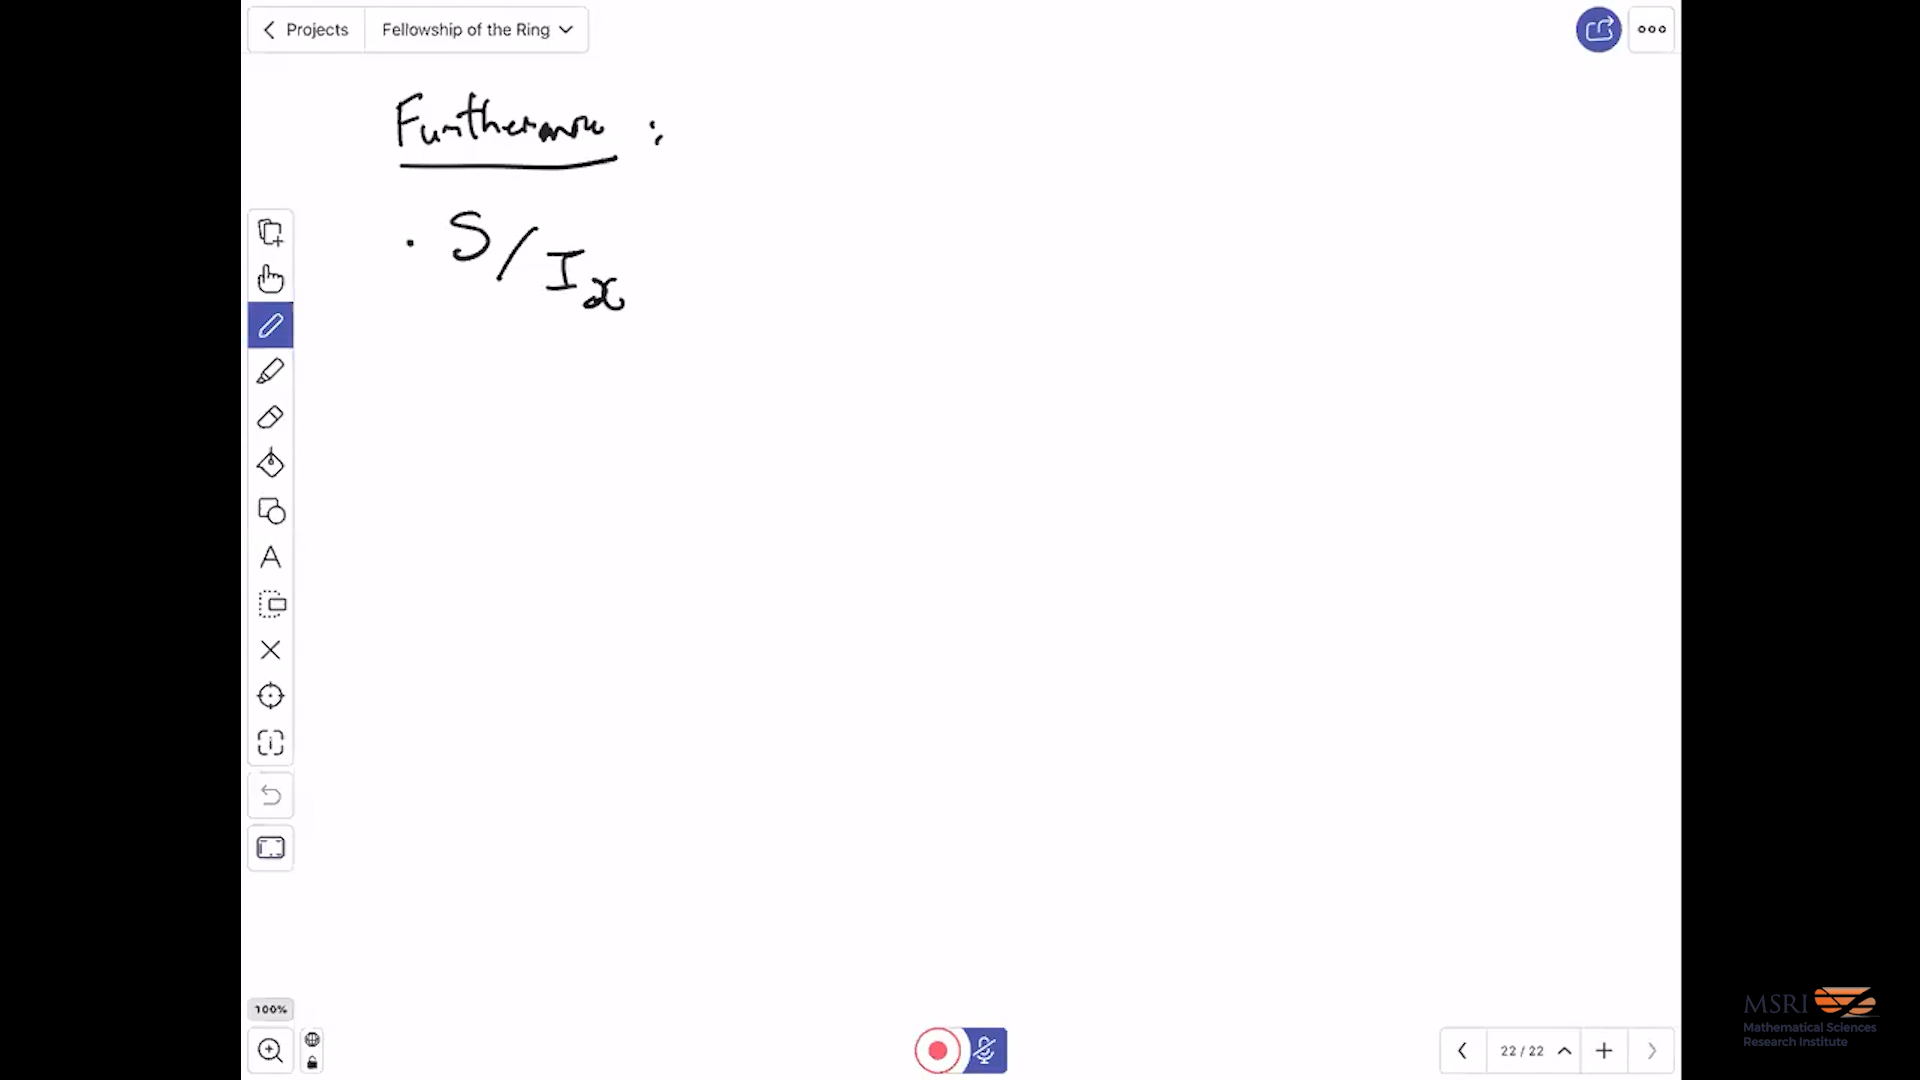 Projects
Fellowship of the Ring
Furthermore :
· S/I_x
A
100%
22/22
MSRI
Mathematical Sciences
Research Institute